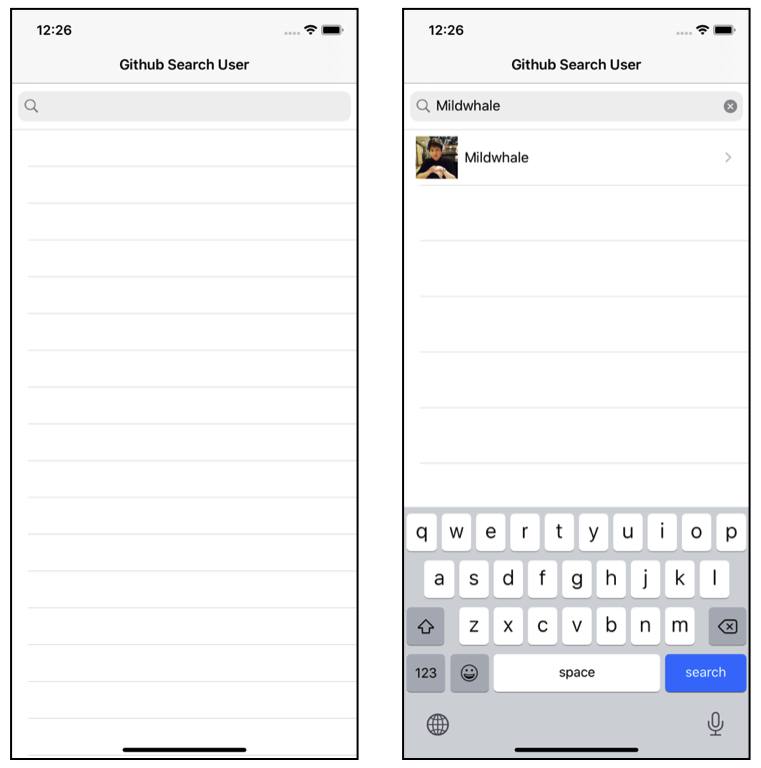 12:26
Github Search User
12:26
Github Search User
Mildwhale
Mildwhale
q w e r t y u i o p
a s d f g h j k l
z x c v b n m
123 space search